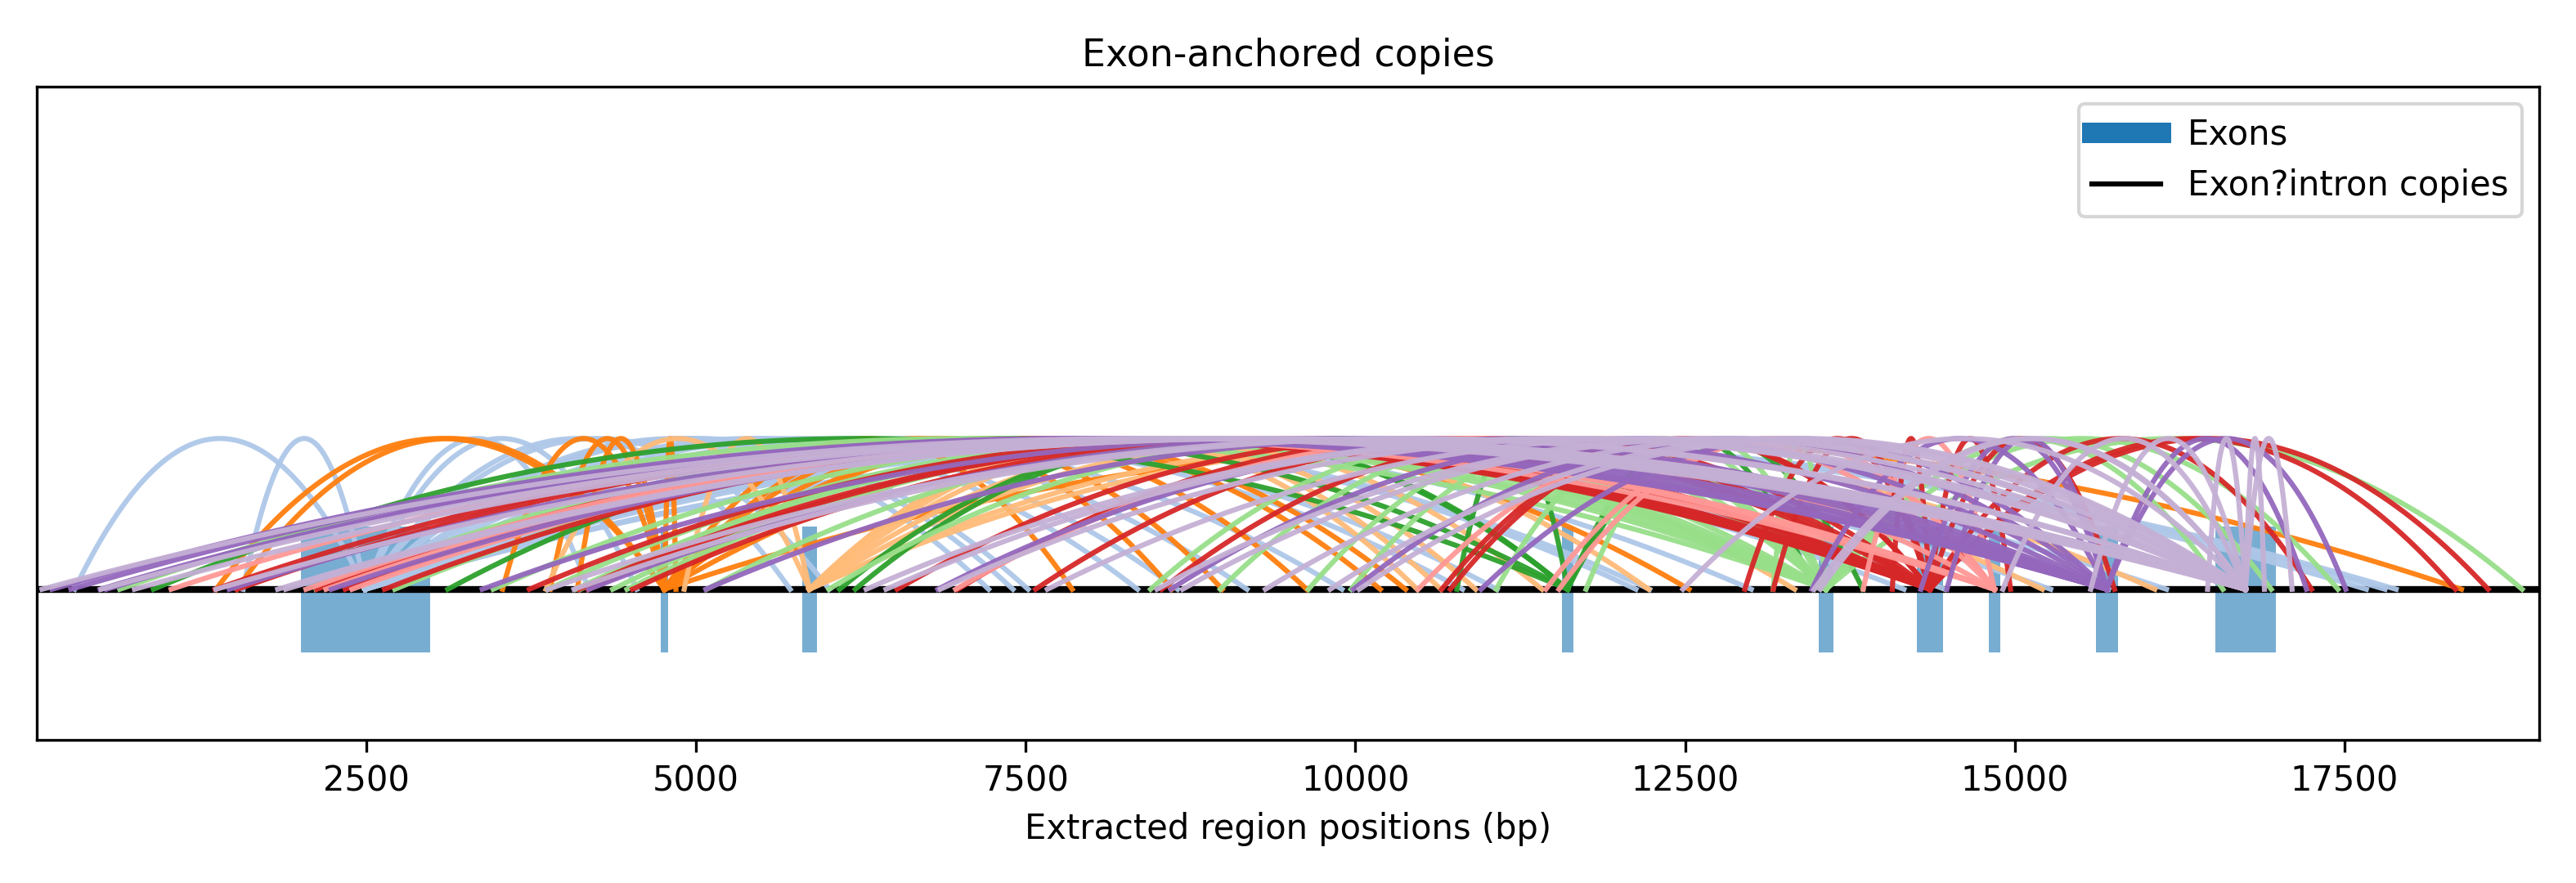 Exon-anchored copies
Exons
Exon?intron copies
2500 5000 7500 10000 12500 15000 17500
Extracted region positions (bp)